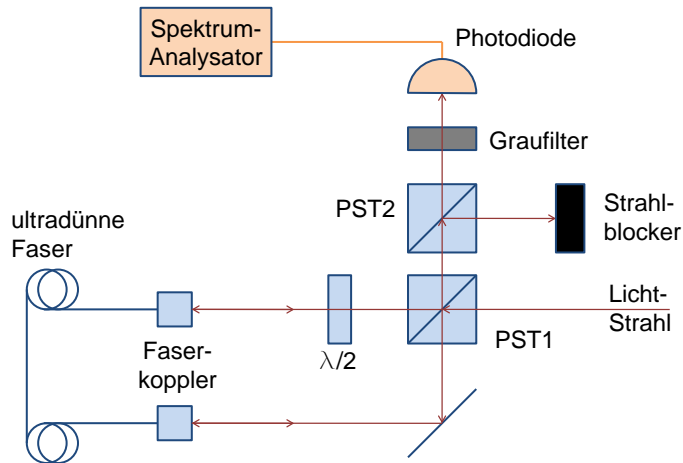 Spektrum-
Analysator
Photodiode
Graufilter
PST2
Strahl-
blocker
ultradünne
Faser
Licht-
Strahl
PST1
λ/2
Faser-
koppler